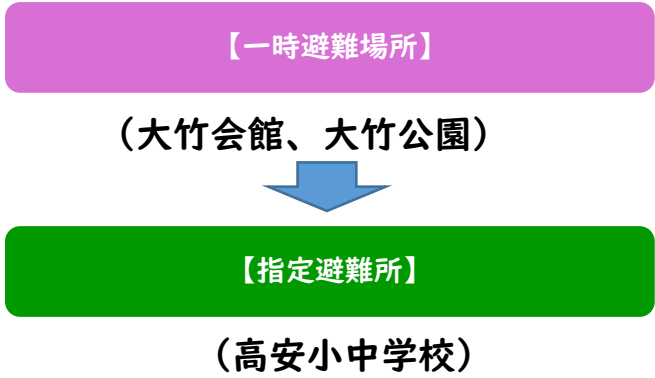 【一時避難場所】
（大竹会館、大竹公園）
【指定避難所】
（高安小中学校）